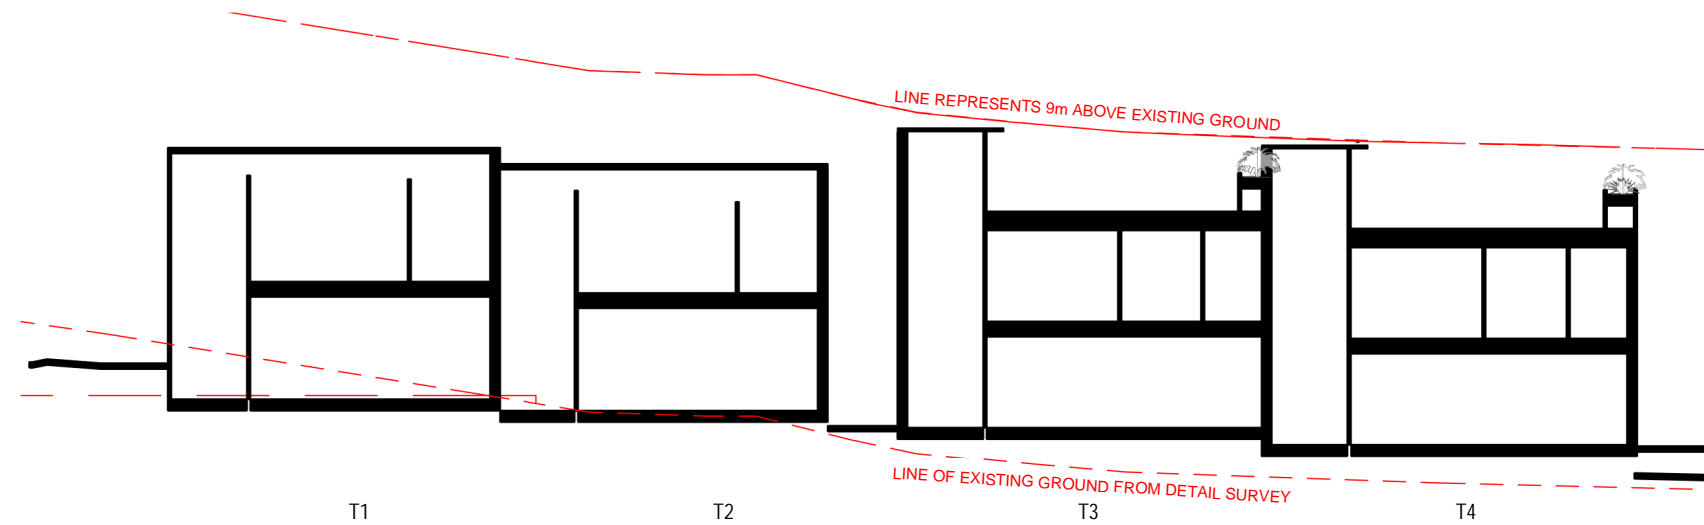 LINE REPRESENTS 9m ABOVE EXISTING GROUND
LINE OF EXISTING GROUND FROM DETAIL SURVEY
T1
T2
T3
T4